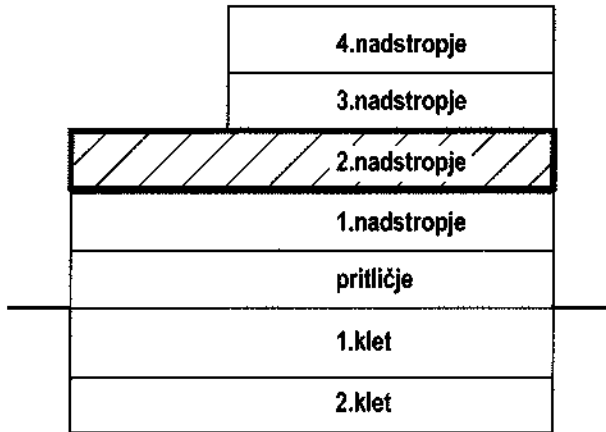 4.nadstropje
3.nadstropje
2.nadstropje
1.nadstropje
pritličje
1.klet
2.klet